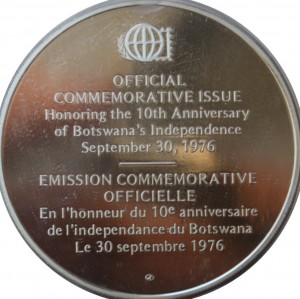 OFFICIAL
COMMEMORATIVE ISSUE
Honoring the 10th Anniversary
of Botswana's Independence
September 30, 1976
EMISSION COMMEMORATIVE
OFFICIELLE
En l'honneur du 10e anniversaire
de l'independance du Botswana
Le 30 septembre 1976